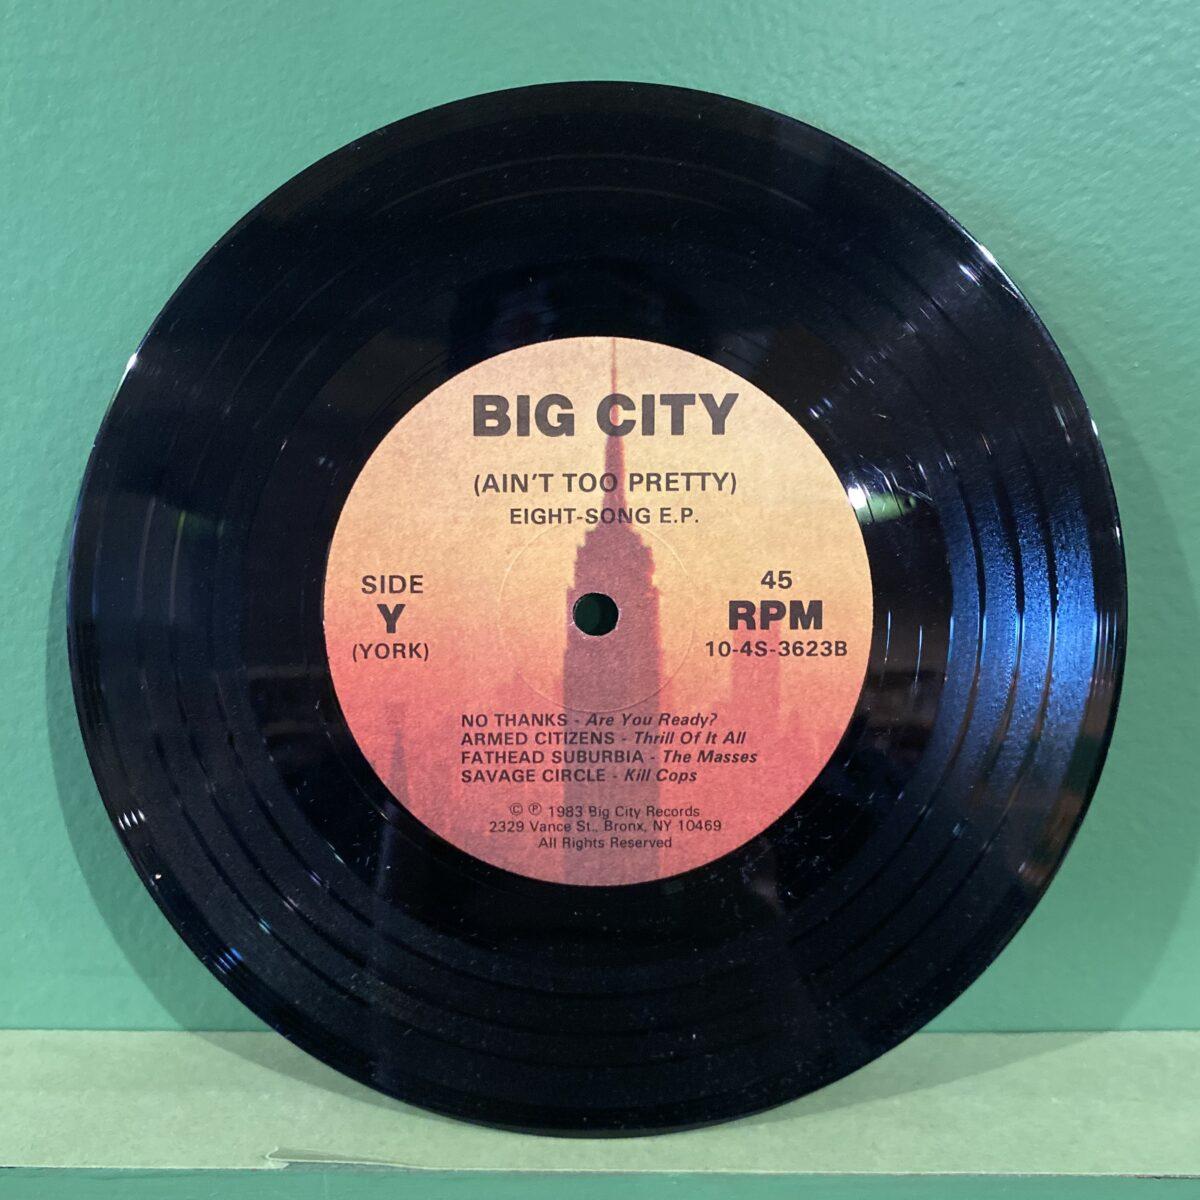 BIG CITY
(AIN'T TOO PRETTY)
EIGHT-SONG E.P.
SIDE
Y
(YORK)
45
RPM
10-4S-3623B
NO THANKS - Are You Ready?
ARMED CITIZENS - Thrill Of It All
FATHEAD SUBURBIA - The Masses
SAVAGE CIRCLE - Kill Cops
© ℗ 1983 Big City Records
2329 Vance St., Bronx, NY 10469
All Rights Reserved